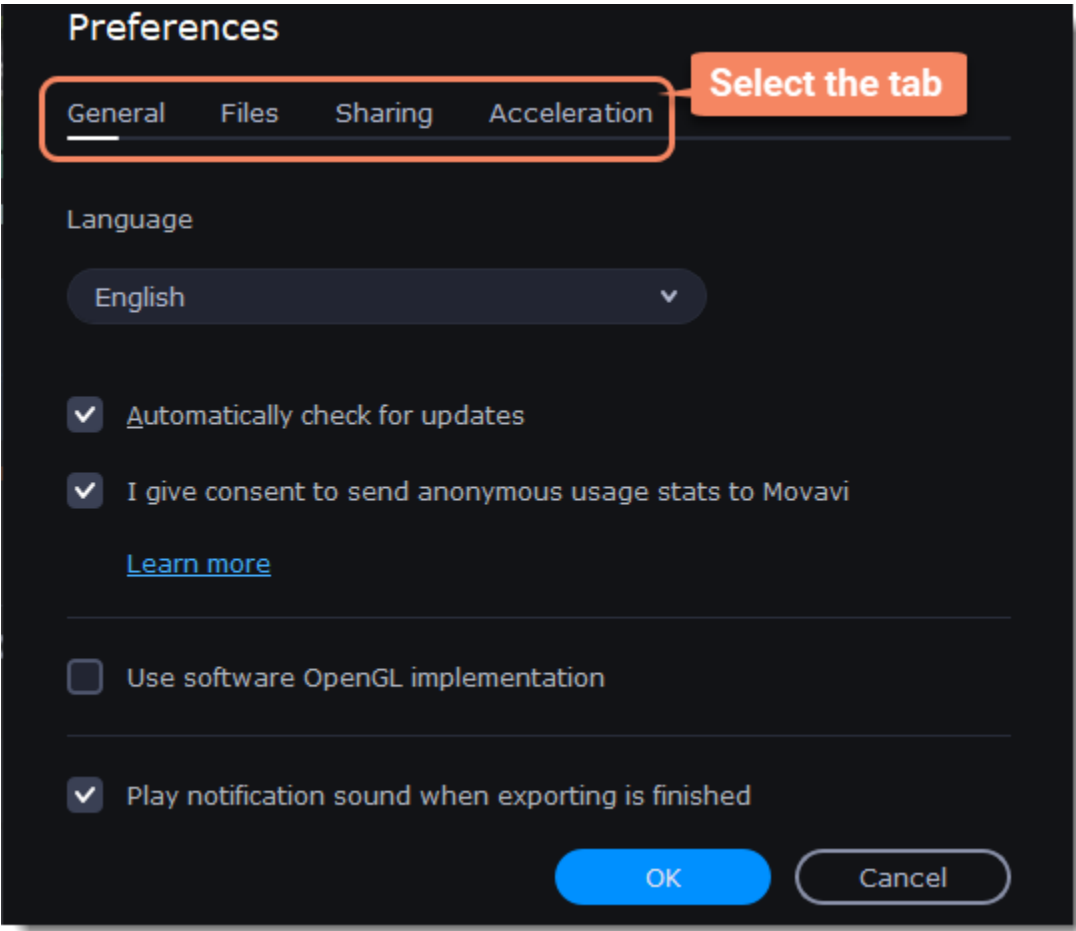 Preferences
Select the tab
General Files Sharing Acceleration
Language
English
Automatically check for updates
I give consent to send anonymous usage stats to Movavi
Learn more
Use software OpenGL implementation
Play notification sound when exporting is finished
OK Cancel